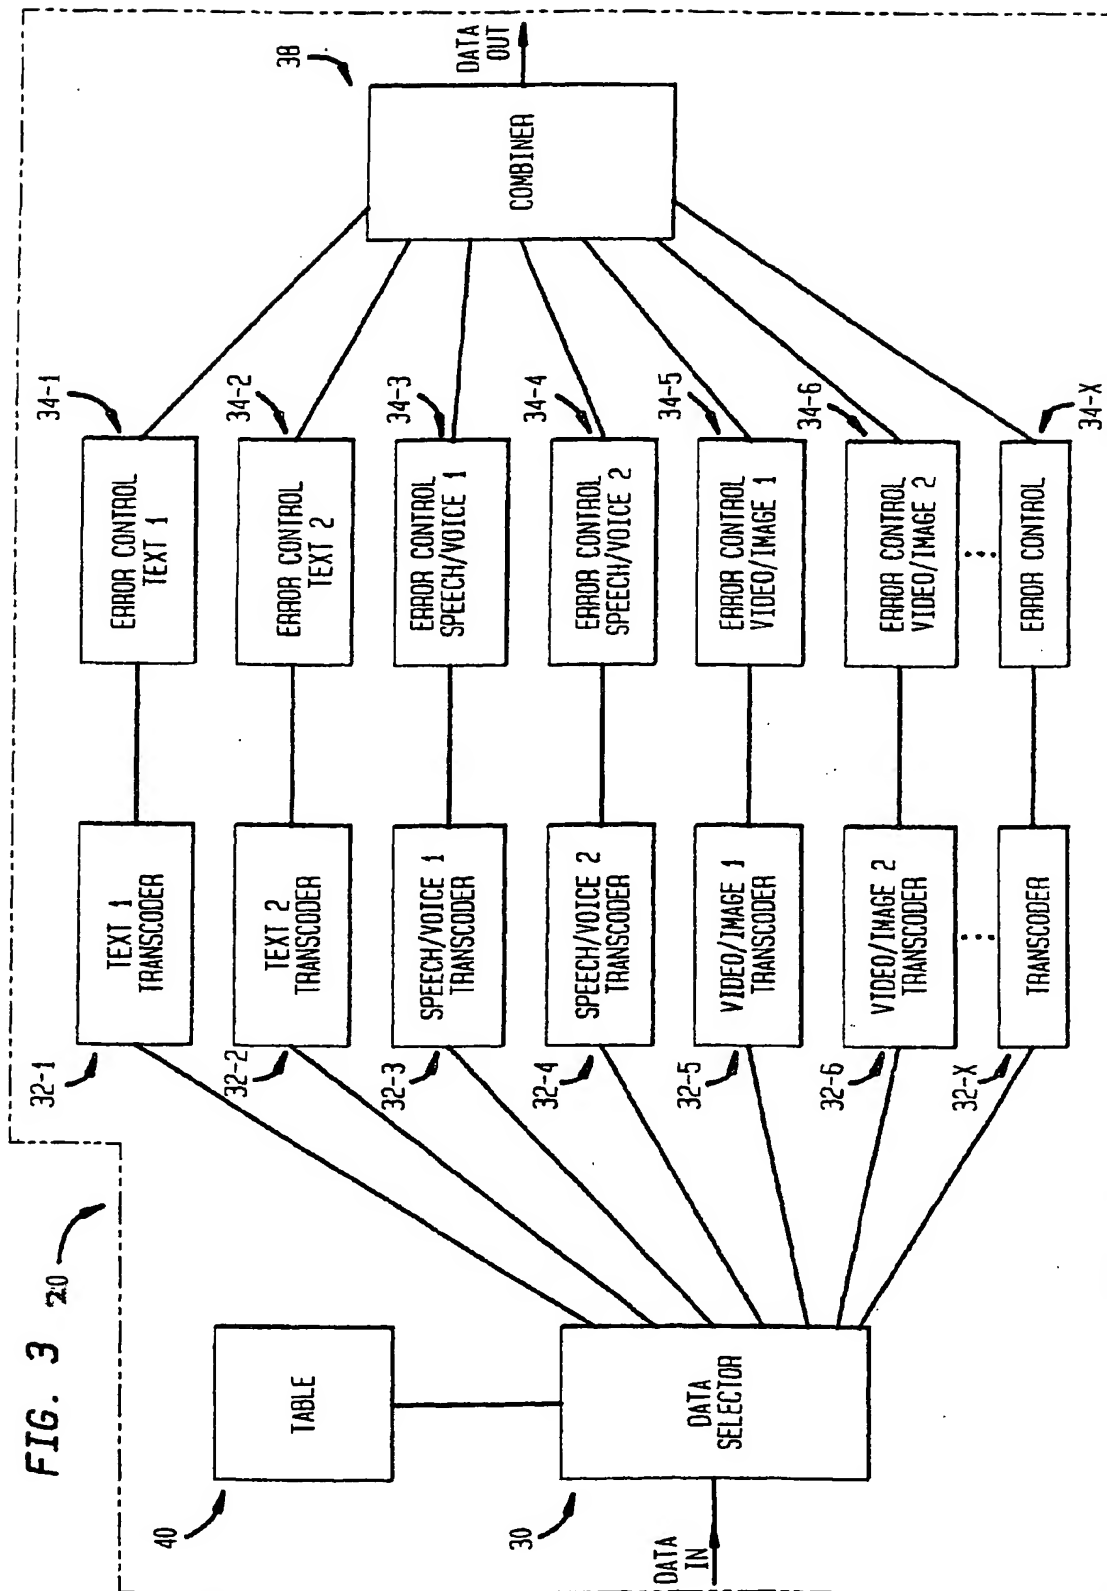 FIG. 3
20
40
TABLE
30
DATA
IN
DATA
SELECTOR
32-1
TEXT 1
TRANSCODER
34-1
ERROR CONTROL
TEXT 1
32-2
TEXT 2
TRANSCODER
34-2
ERROR CONTROL
TEXT 2
32-3
SPEECH/VOICE 1
TRANSCODER
34-3
ERROR CONTROL
SPEECH/VOICE 1
32-4
SPEECH/VOICE 2
TRANSCODER
34-4
ERROR CONTROL
SPEECH/VOICE 2
32-5
VIDEO/IMAGE 1
TRANSCODER
34-5
ERROR CONTROL
VIDEO/IMAGE 1
32-6
VIDEO/IMAGE 2
TRANSCODER
34-6
ERROR CONTROL
VIDEO/IMAGE 2
32-X
TRANSCODER
34-X
ERROR CONTROL
38
COMBINER
DATA
OUT